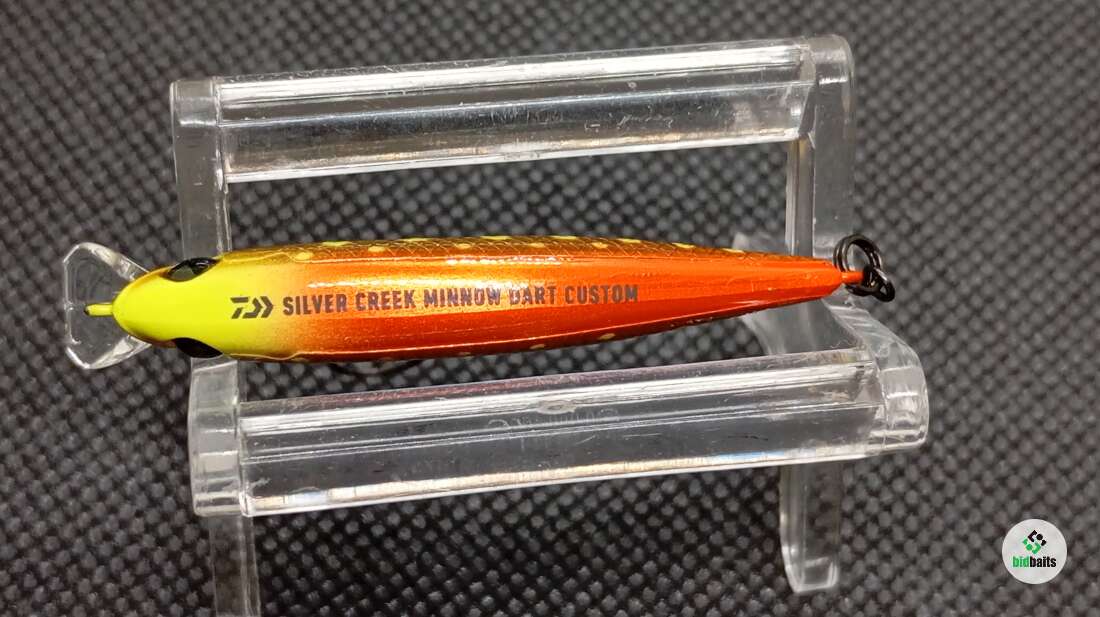 SILVER CREEK MINNOW DART CUSTOM
bidbaits